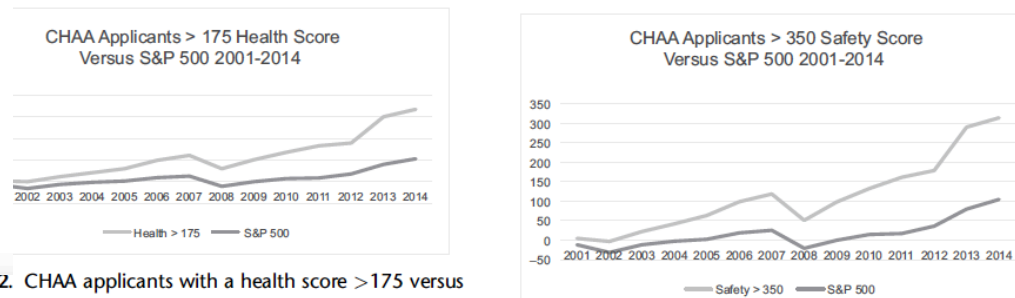 CHAA Applicants > 175 Health Score
Versus S&P 500 2001-2014
2002 2003 2004 2005 2006 2007 2008 2009 2010 2011 2012 2013 2014
Health > 175 S&P 500
2. CHAA applicants with a health score >175 versus
CHAA Applicants > 350 Safety Score
Versus S&P 500 2001-2014
350
300
250
200
150
100
50
0
–50
2001 2002 2003 2004 2005 2006 2007 2008 2009 2010 2011 2012 2013 2014
Safety > 350 S&P 500